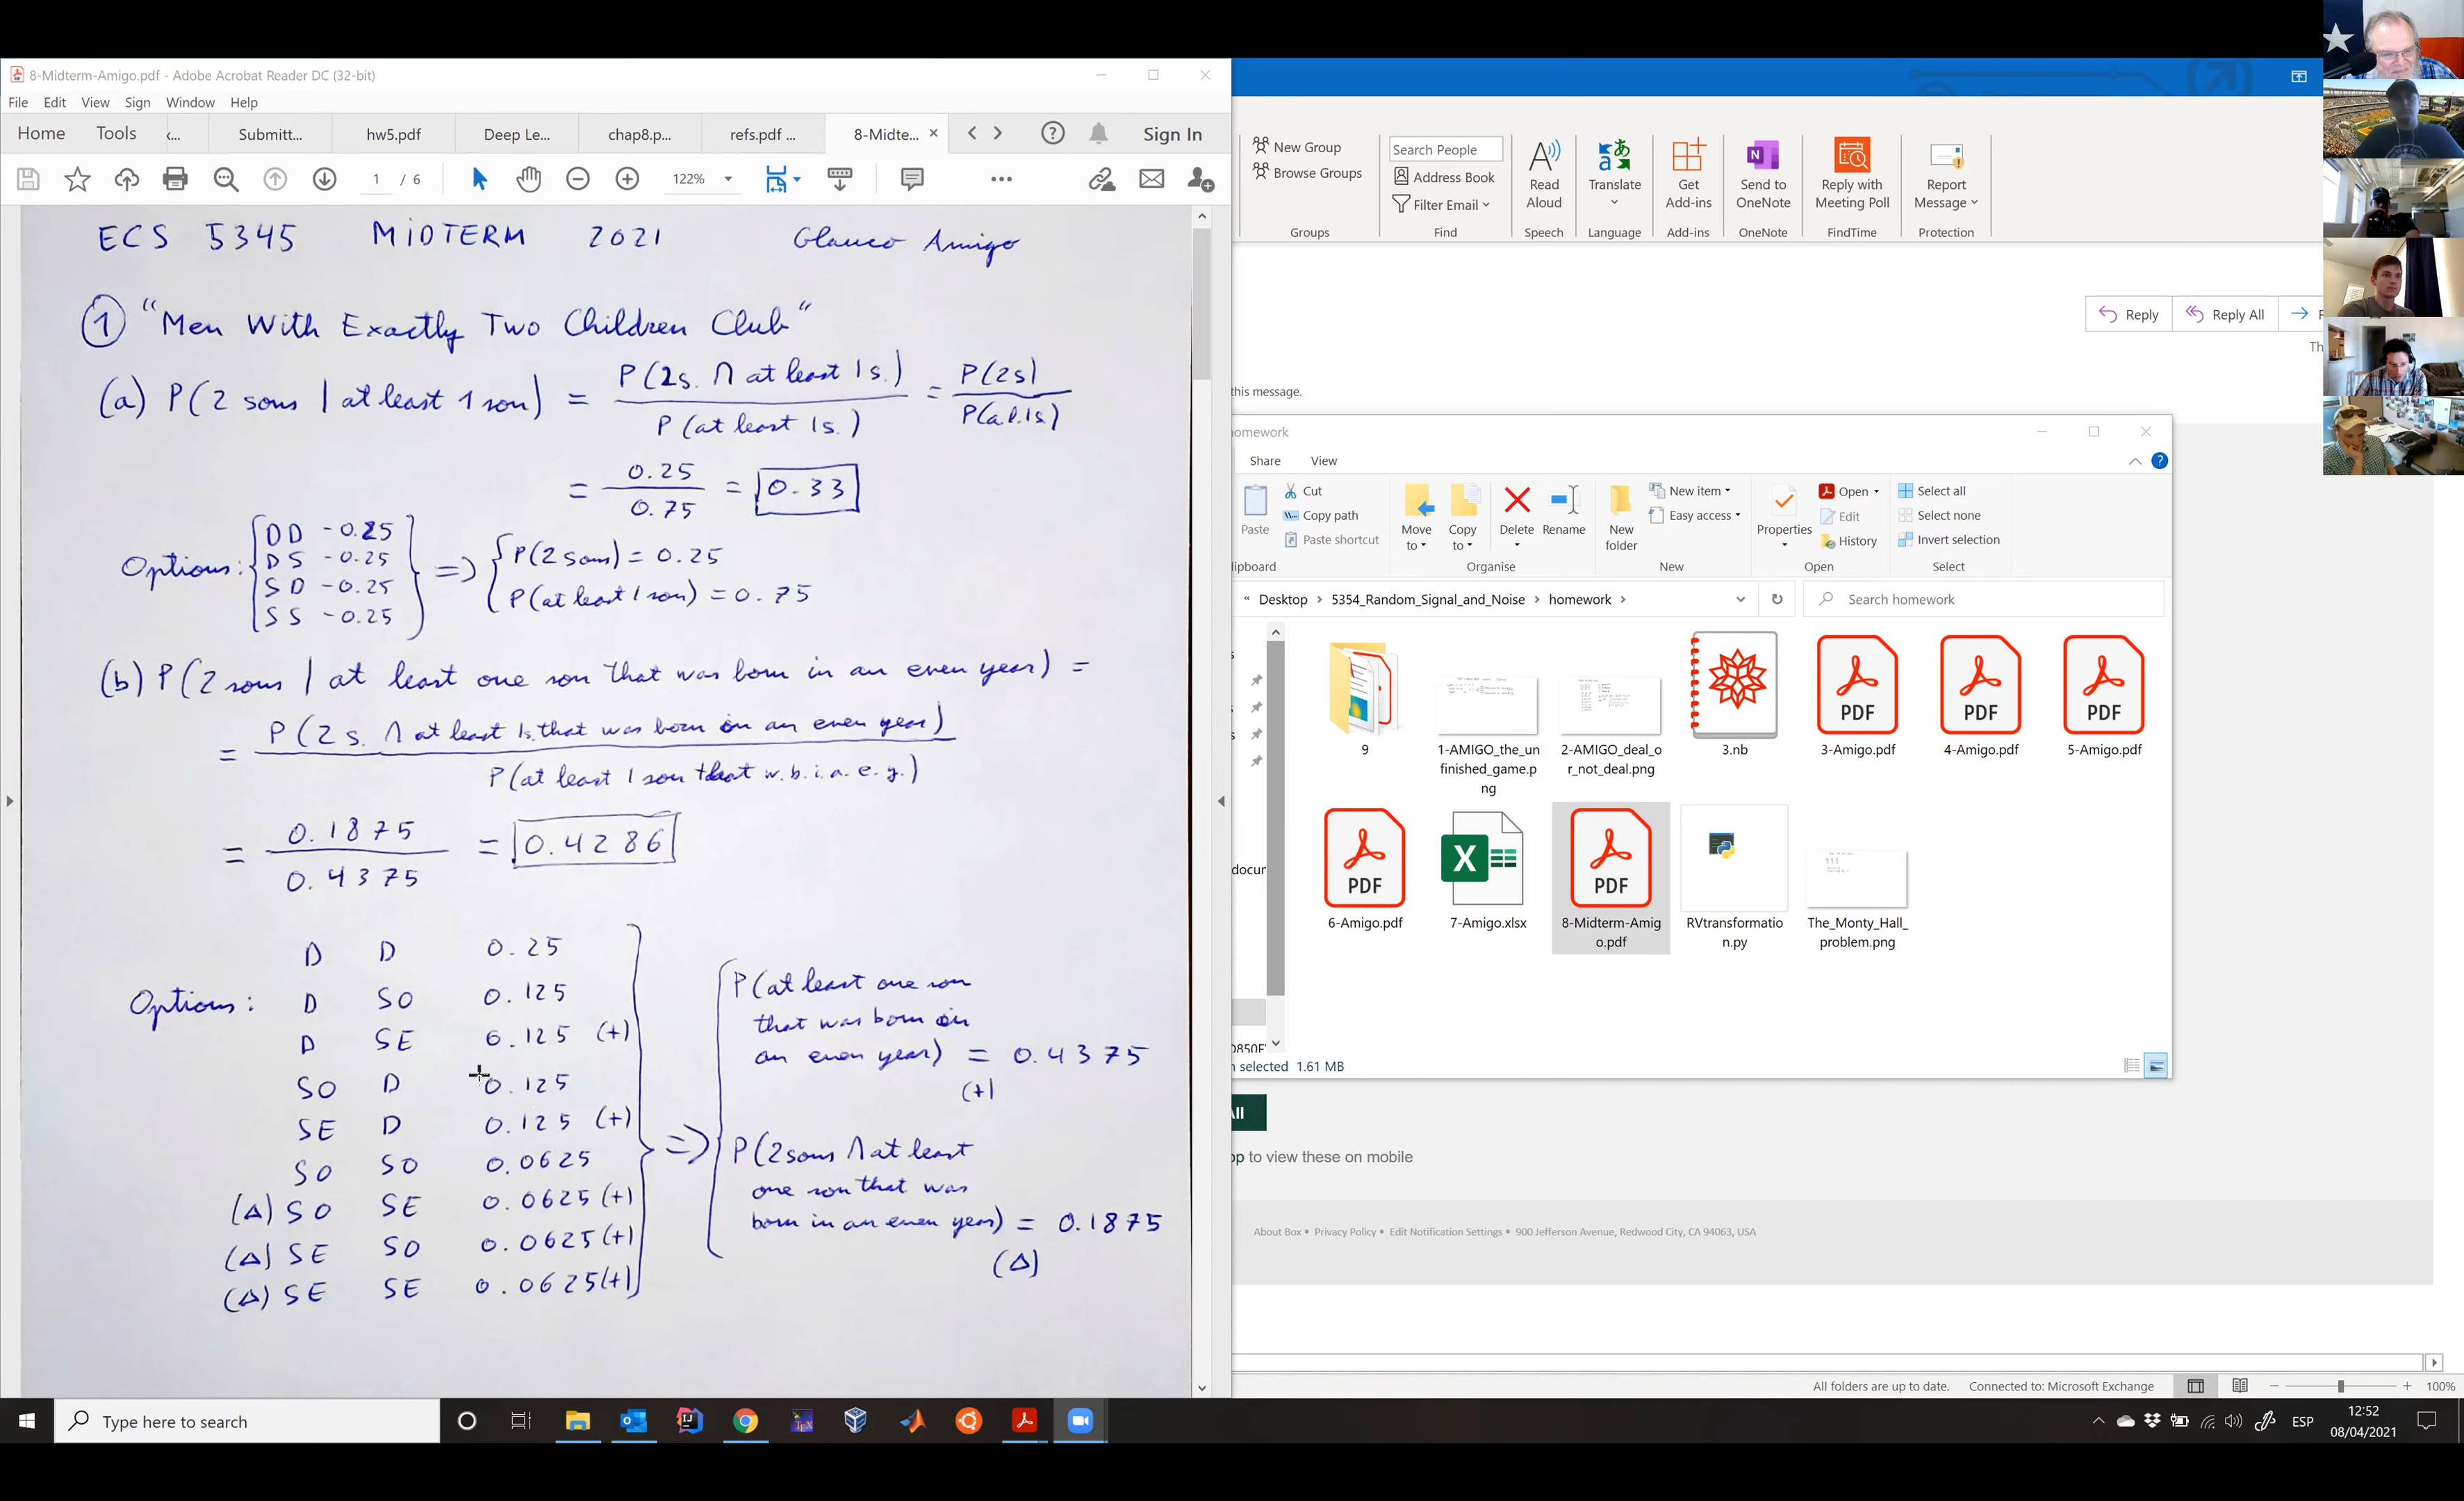 8-Midterm-Amigo.pdf - Adobe Acrobat Reader DC (32-bit)
File Edit View Sign Window Help
Home Tools ‹... Submitt... hw5.pdf Deep Le... chap8.p... refs.pdf ... 8-Midte... × Sign In
1 / 6 122%
ECS 5345 MIDTERM 2021 Glauco Amigo
① "Men With Exactly Two Children Club"
(a) P(2 sons | at least 1 son) = P(2s. ∩ at least 1s.) / P(at least 1s.) = P(2s) / P(a.l.1s.)
= 0.25 / 0.75 = 0.33
Options: { DD - 0.25
DS - 0.25
SD - 0.25
SS - 0.25 } => { P(2 sons) = 0.25
P(at least 1 son) = 0.75
(b) P(2 sons | at least one son that was born in an even year) =
= P(2 s. ∩ at least 1s. that was born in an even year) / P(at least 1 son that w.b.i.a.e.y.)
= 0.1875 / 0.4375 = 0.4286
Options:
D D 0.25
D SO 0.125
D SE 0.125 (+)
SO D 0.125
SE D 0.125 (+)
SO SO 0.0625
(Δ) SO SE 0.0625 (+)
(Δ) SE SO 0.0625 (+)
(Δ) SE SE 0.0625 (+)
=>
P(at least one son
that was born in
an even year) = 0.4375
(+)
P(2 sons ∩ at least
one son that was
born in an even year) = 0.1875
(Δ)
New Group
Browse Groups
Groups
Search People
Address Book
Filter Email
Find
Read Aloud
Speech
Translate
Language
Get Add-ins
Add-ins
Send to OneNote
OneNote
Reply with Meeting Poll
FindTime
Report Message
Protection
Reply Reply All
Th
this message.
omework
Share View
Paste
Cut
Copy path
Paste shortcut
lipboard
Move to
Copy to
Delete
Rename
Organise
New folder
New item
Easy access
New
Properties
Open
Edit
History
Open
Select all
Select none
Invert selection
Select
« Desktop › 5354_Random_Signal_and_Noise › homework ›
Search homework
9
1-AMIGO_the_unfinished_game.png
2-AMIGO_deal_or_not_deal.png
3.nb
PDF
3-Amigo.pdf
PDF
4-Amigo.pdf
PDF
5-Amigo.pdf
PDF
6-Amigo.pdf
7-Amigo.xlsx
PDF
8-Midterm-Amigo.pdf
RVtransformation.py
The_Monty_Hall_problem.png
docur
selected 1.61 MB
All
to view these on mobile
About Box • Privacy Policy • Edit Notification Settings • 900 Jefferson Avenue, Redwood City, CA 94063, USA
All folders are up to date. Connected to: Microsoft Exchange 100%
Type here to search
ESP
12:52
08/04/2021